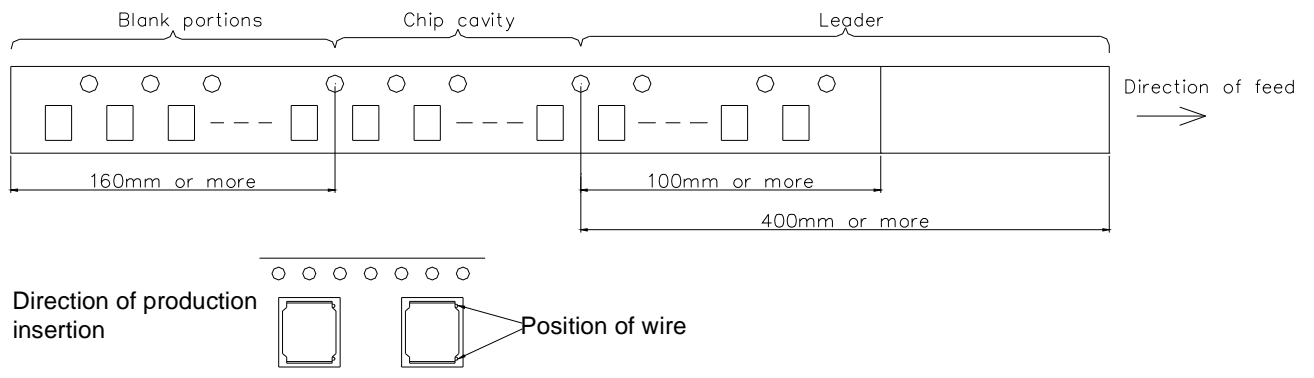 Blank portions
Chip cavity
Leader
Direction of feed
160mm or more
100mm or more
400mm or more
Direction of production
insertion
Position of wire